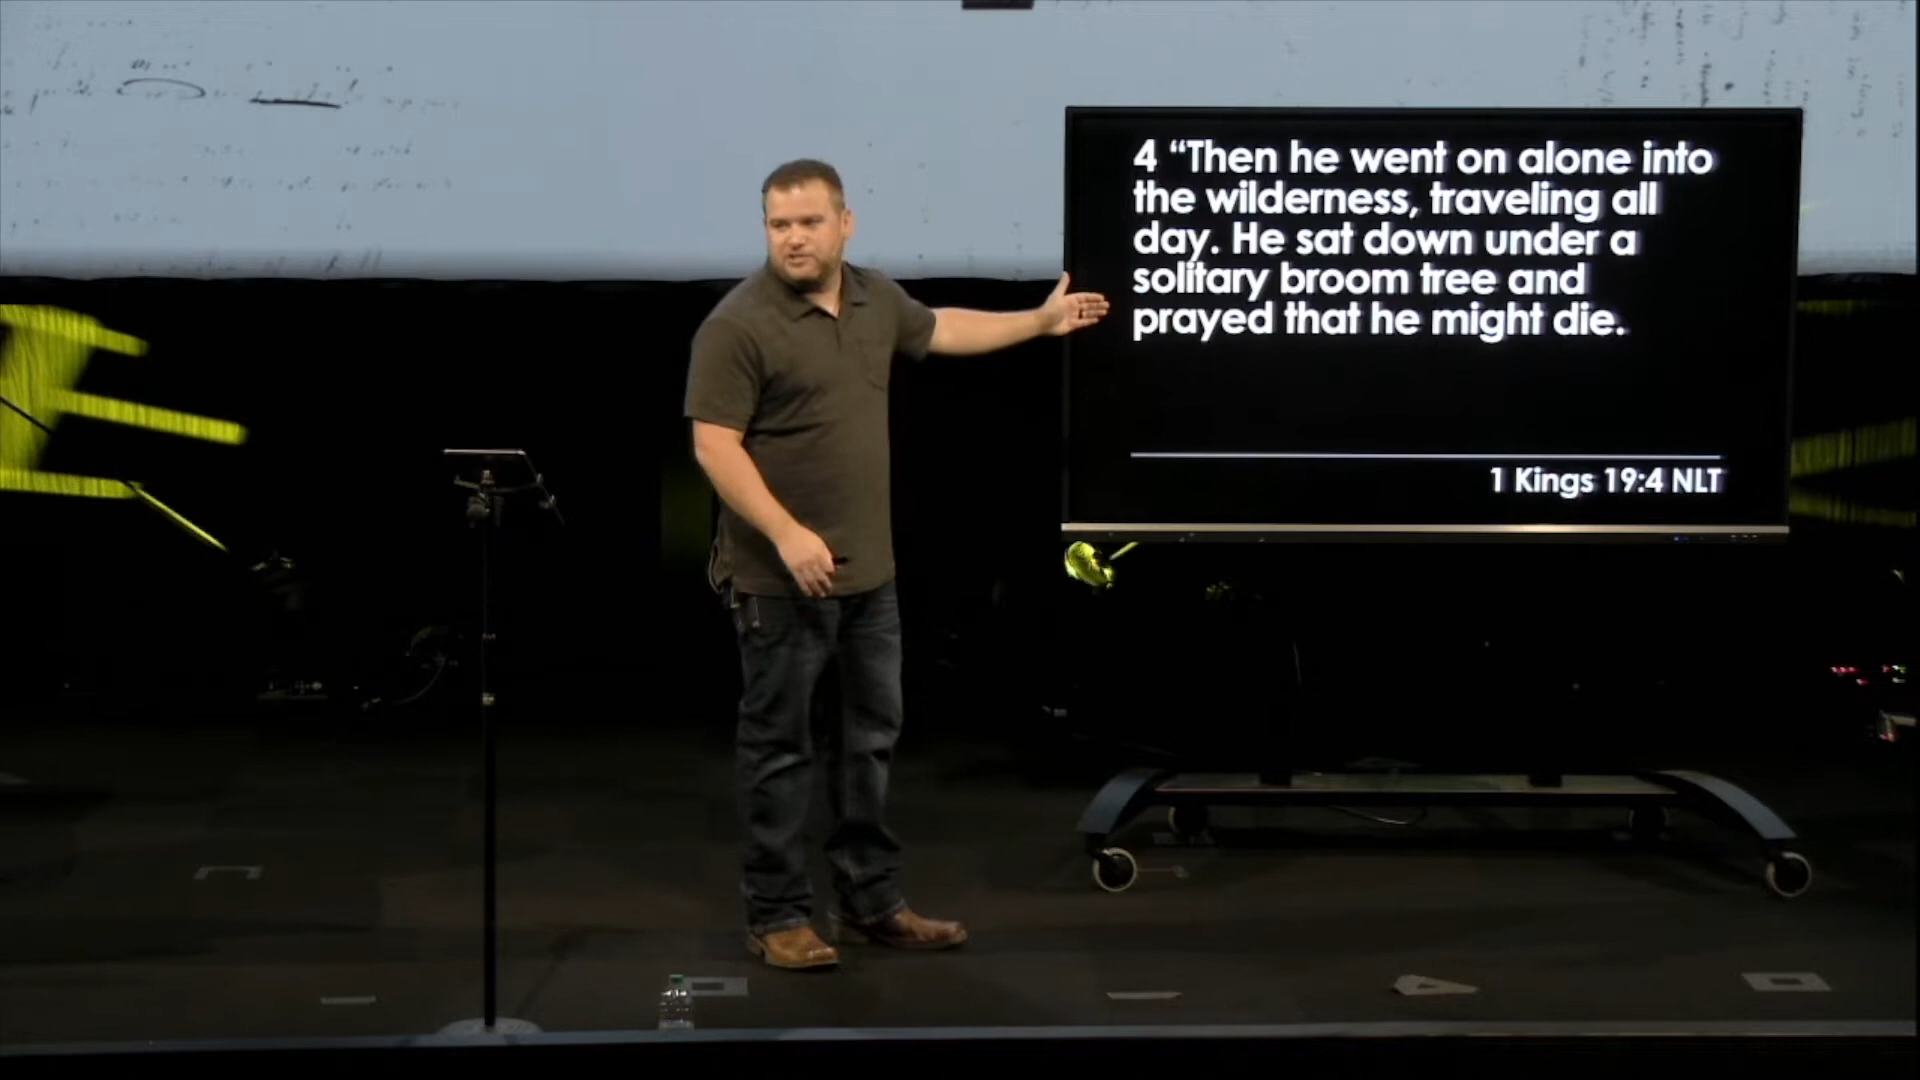 4 “Then he went on alone into
the wilderness, traveling all
day. He sat down under a
solitary broom tree and
prayed that he might die.
1 Kings 19:4 NLT